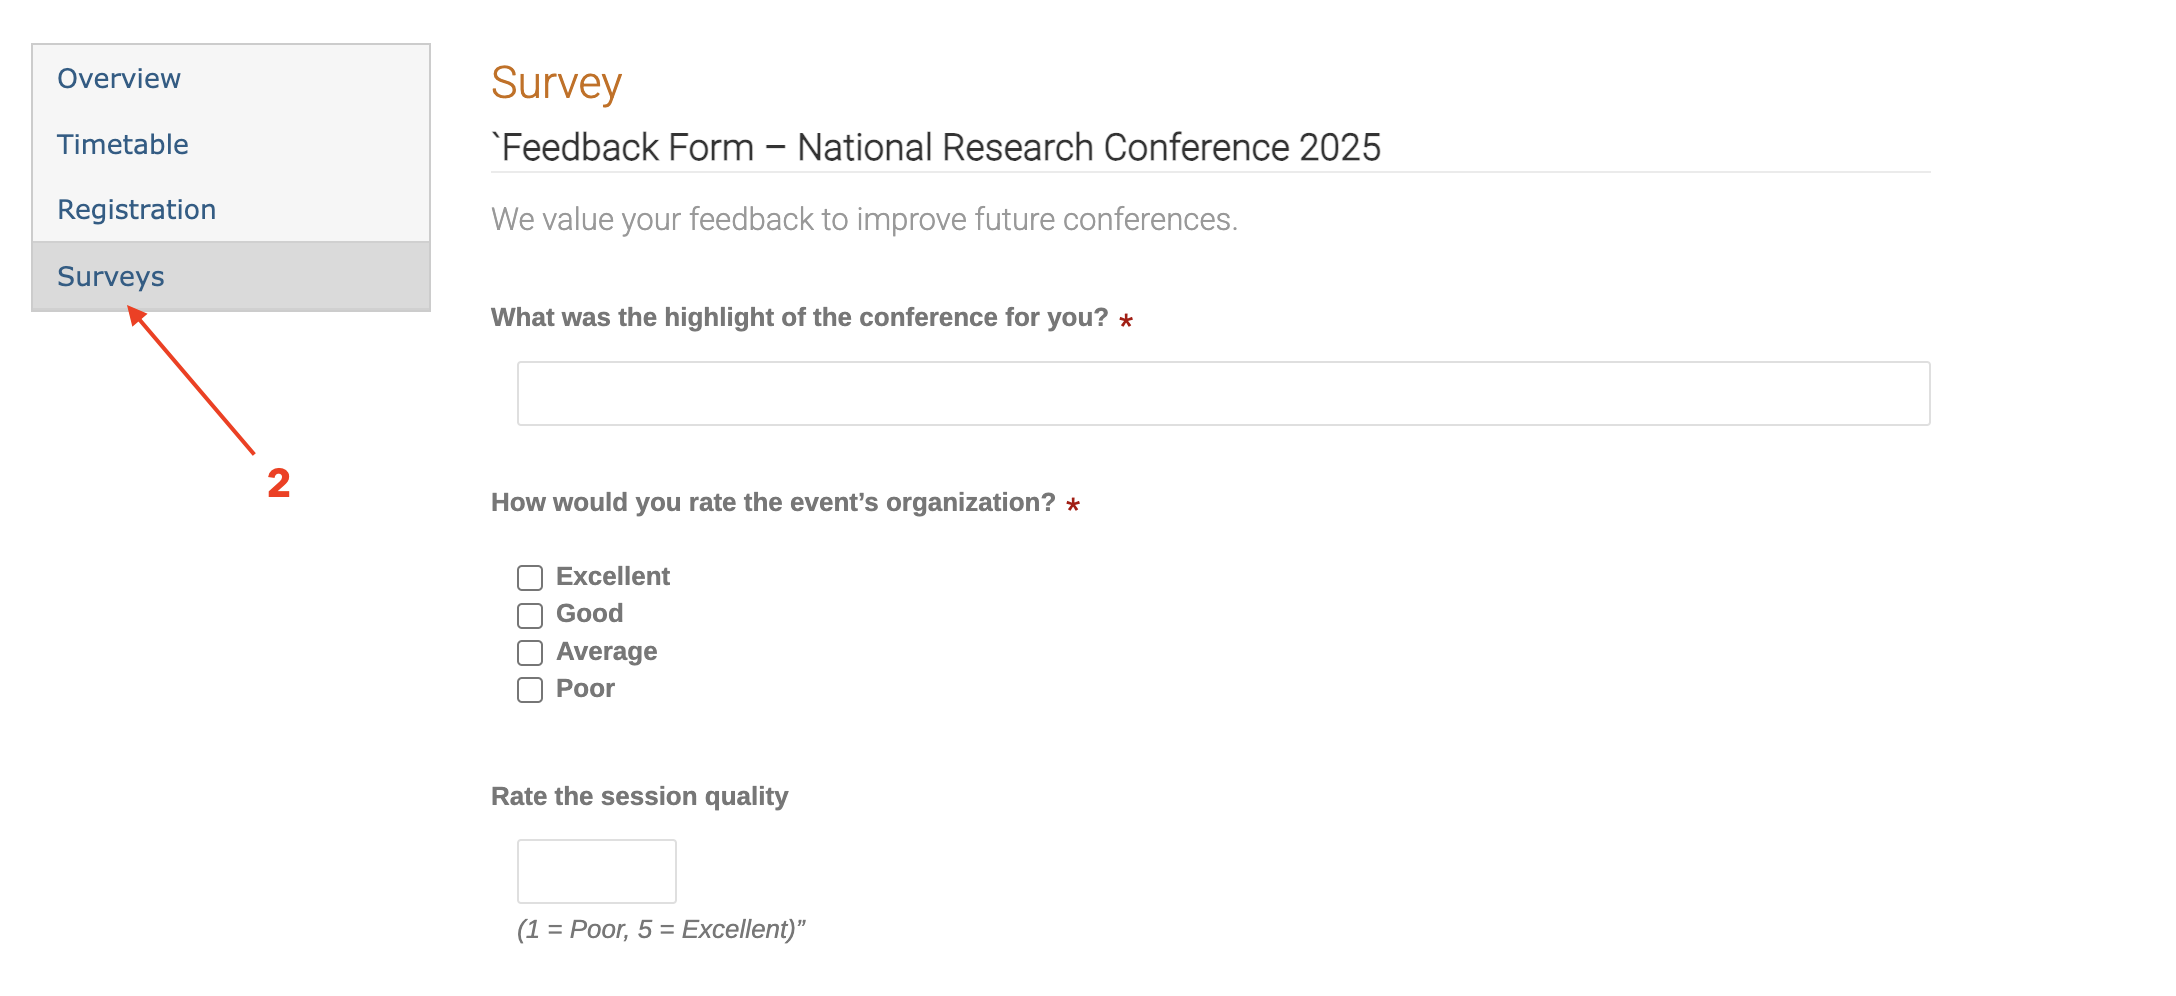 Overview
Timetable
Registration
Surveys
2
Survey
`Feedback Form – National Research Conference 2025
We value your feedback to improve future conferences.
What was the highlight of the conference for you? *
How would you rate the event’s organization? *
Excellent
Good
Average
Poor
Rate the session quality
(1 = Poor, 5 = Excellent)”